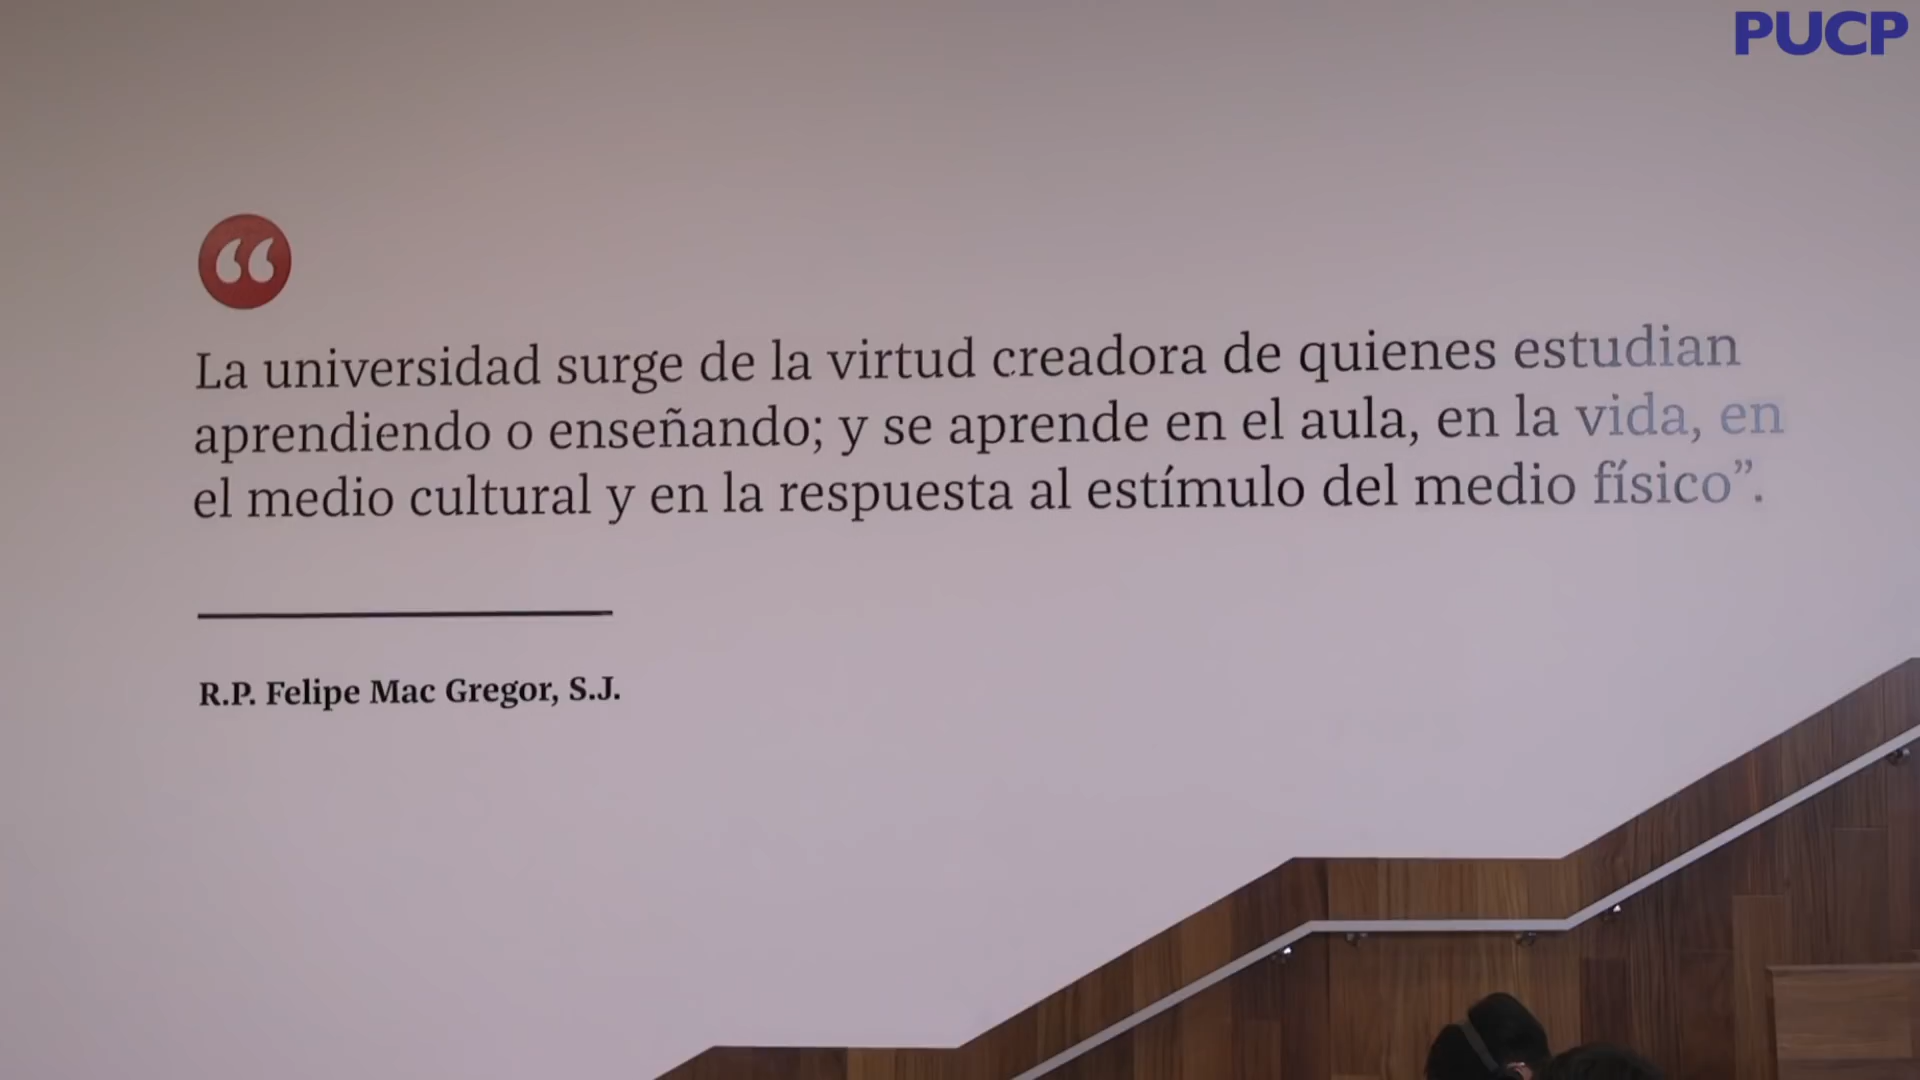 PUCP
“
La universidad surge de la virtud creadora de quienes estudian
aprendiendo o enseñando; y se aprende en el aula, en la vida, en
el medio cultural y en la respuesta al estímulo del medio físico”.
R.P. Felipe Mac Gregor, S.J.